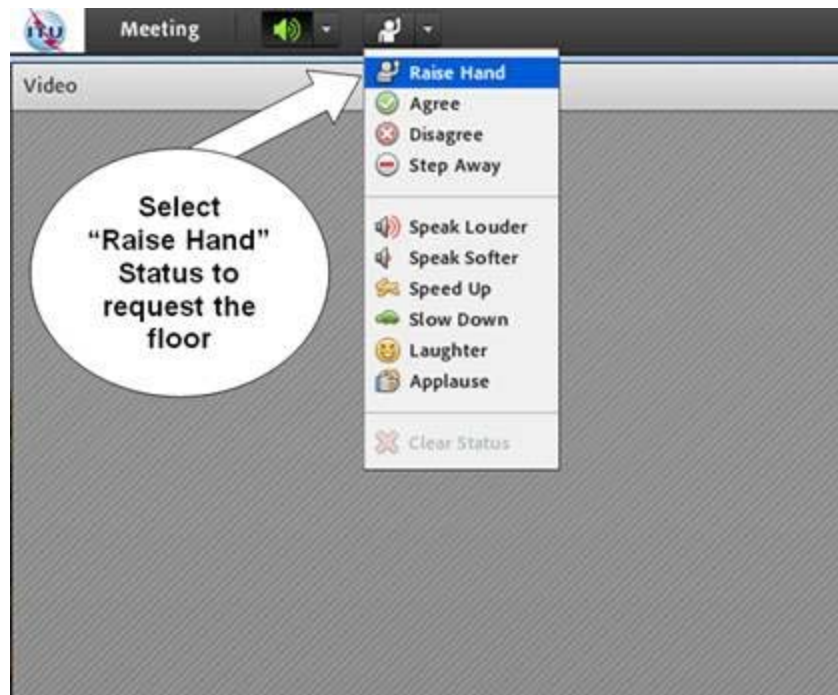 ITU
Meeting
Video
Raise Hand
Agree
Disagree
Step Away
Speak Louder
Speak Softer
Speed Up
Slow Down
Laughter
Applause
Clear Status
Select
“Raise Hand”
Status to
request the
floor